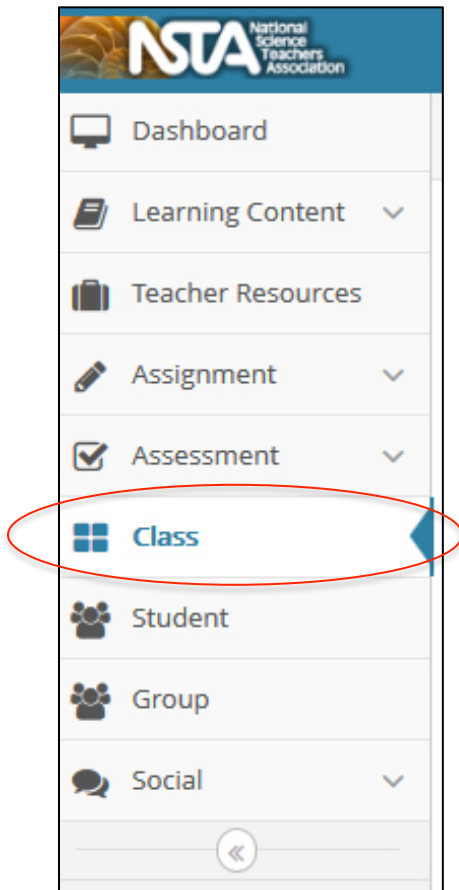 NSTA
National
Science
Teachers
Association
Dashboard
Learning Content
Teacher Resources
Assignment
Assessment
Class
Student
Group
Social